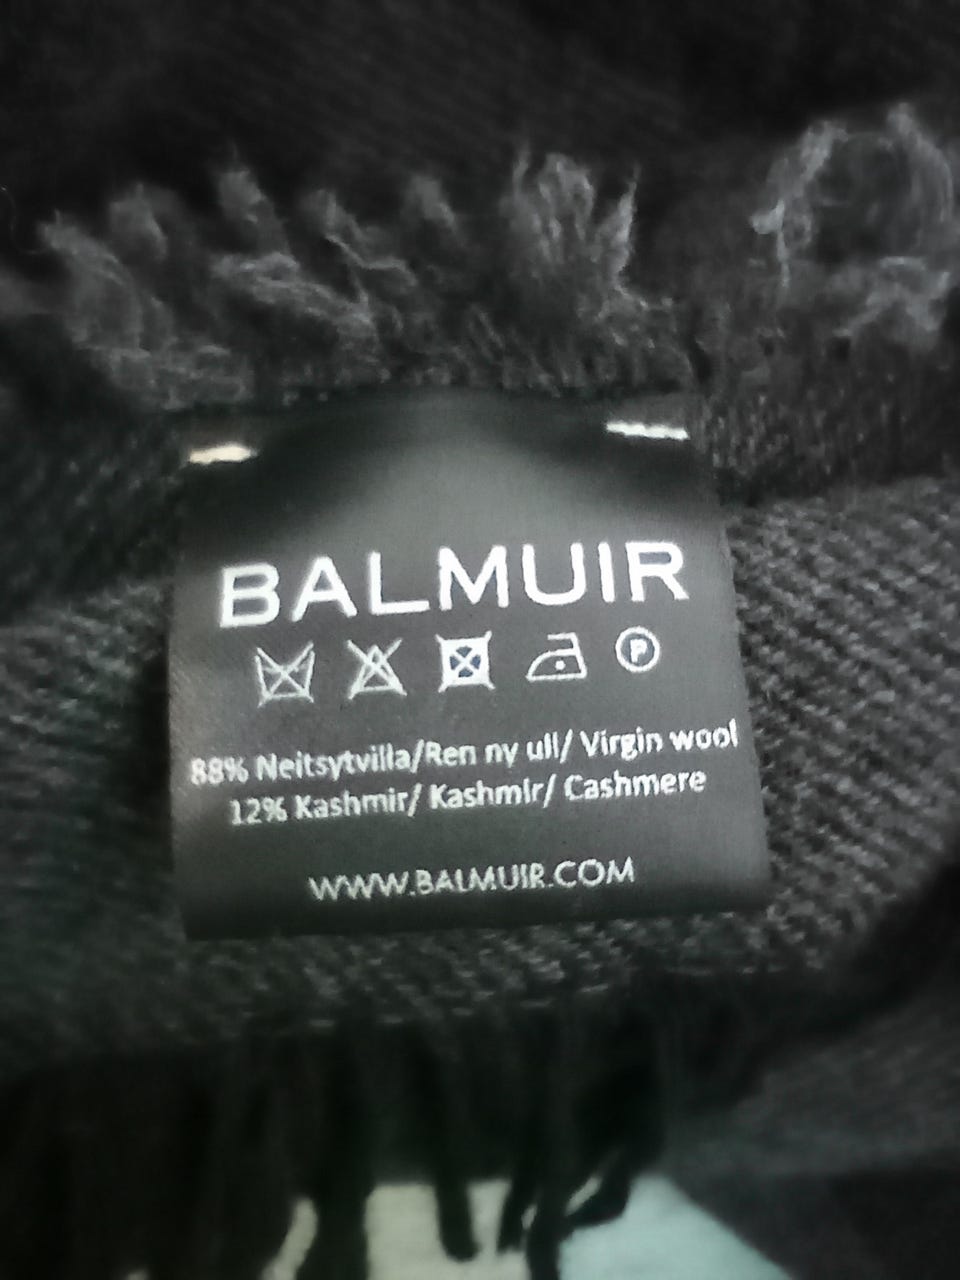 BALMUIR
P
88% Neitsytvilla/Ren ny ull/ Virgin wool
12% Kashmir/ Kashmir/ Cashmere
WWW.BALMUIR.COM